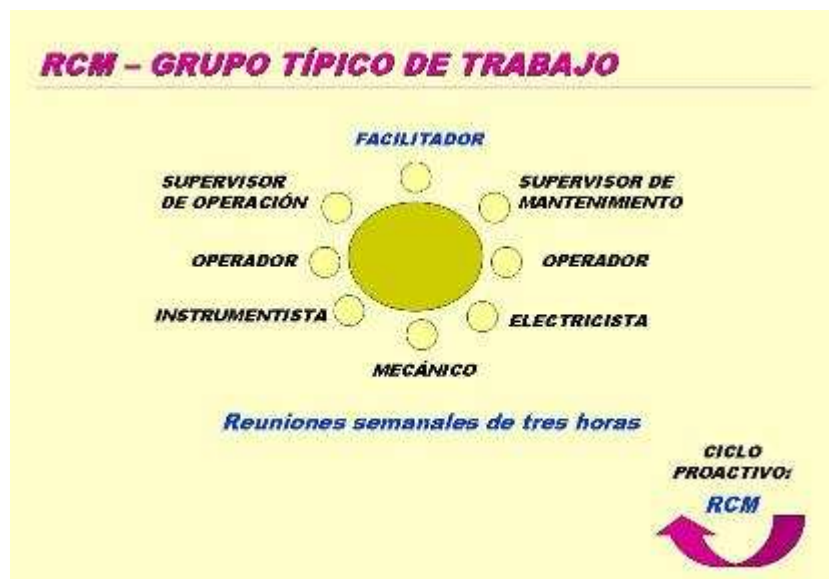 RCM – GRUPO TÍPICO DE TRABAJO
FACILITADOR
SUPERVISOR
DE OPERACIÓN
SUPERVISOR DE
MANTENIMIENTO
OPERADOR
OPERADOR
INSTRUMENTISTA
ELECTRICISTA
MECÁNICO
Reuniones semanales de tres horas
CICLO
PROACTIVO:
RCM